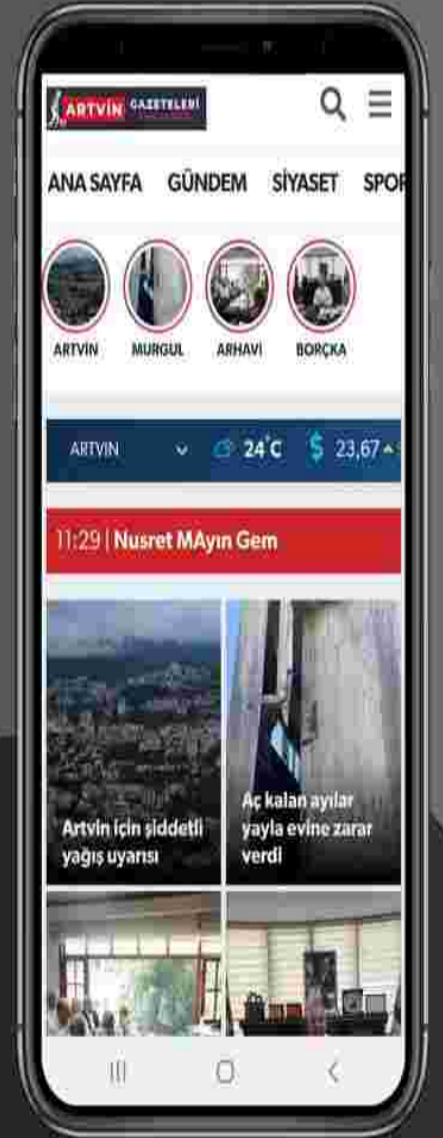 ARTVİN GAZETELERİ
ANA SAYFA GÜNDEM SİYASET SPOR
ARTVİN MURGUL ARHAVİ BORÇKA
ARTVIN 24°C $ 23,67
11:29 | Nusret MAyın Gem
Artvin için şiddetli
yağış uyarısı
Aç kalan ayılar
yayla evine zarar
verdi